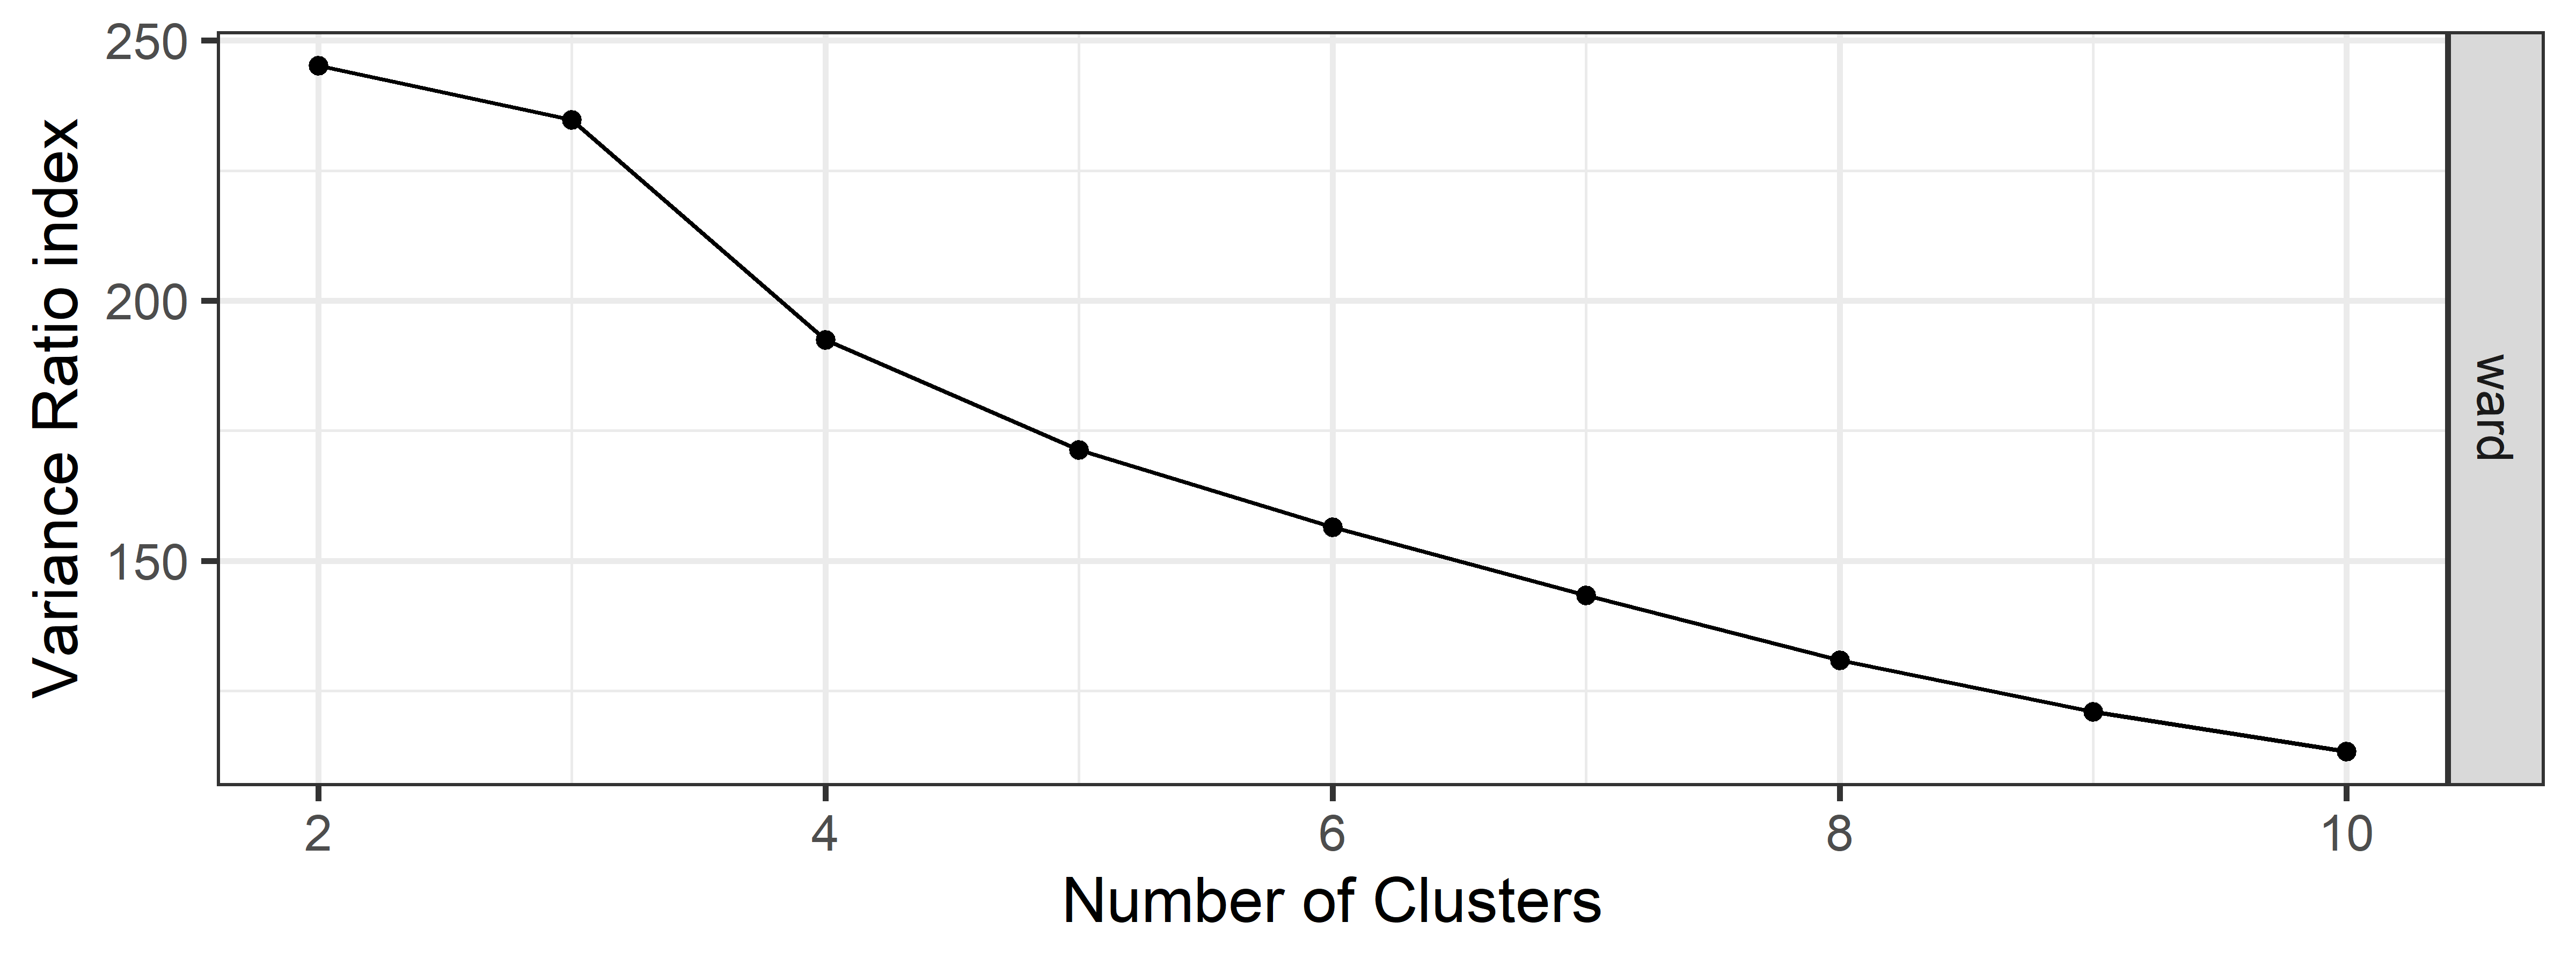 Variance Ratio index
250
200
150
ward
2 4 6 8 10
Number of Clusters